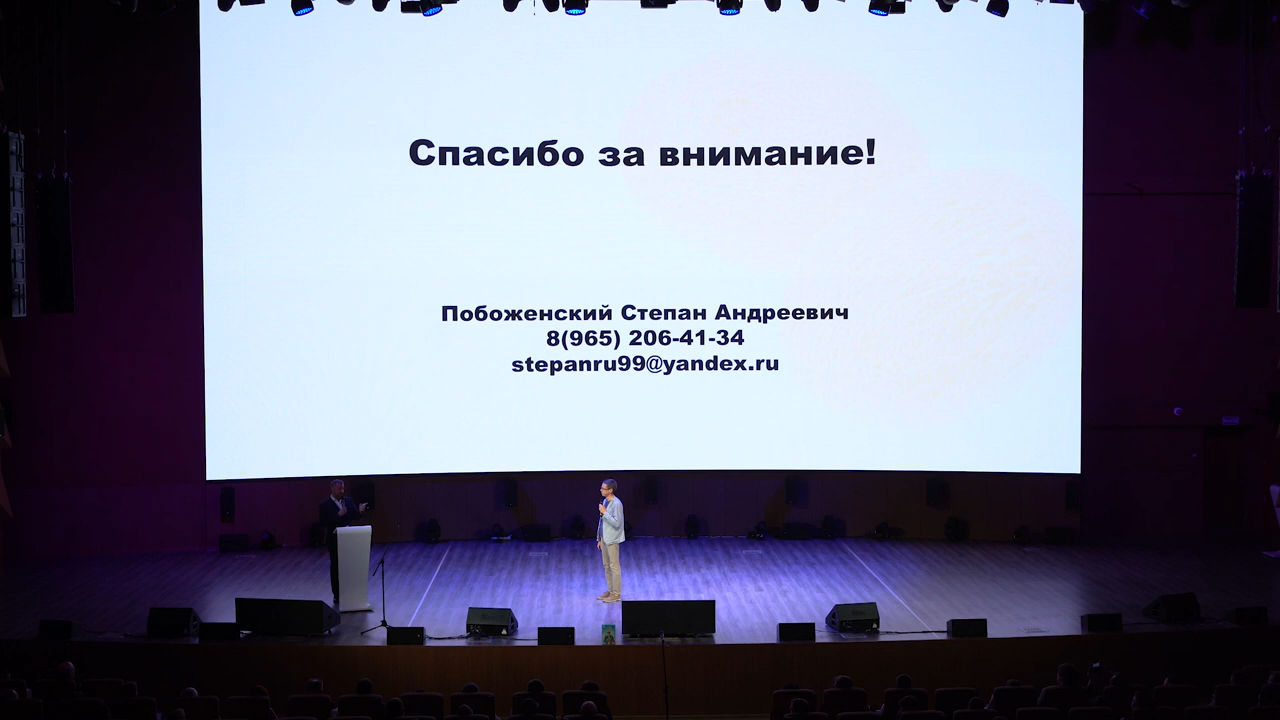 Спасибо за внимание!
Побоженский Степан Андреевич
8(965) 206-41-34
stepanru99@yandex.ru